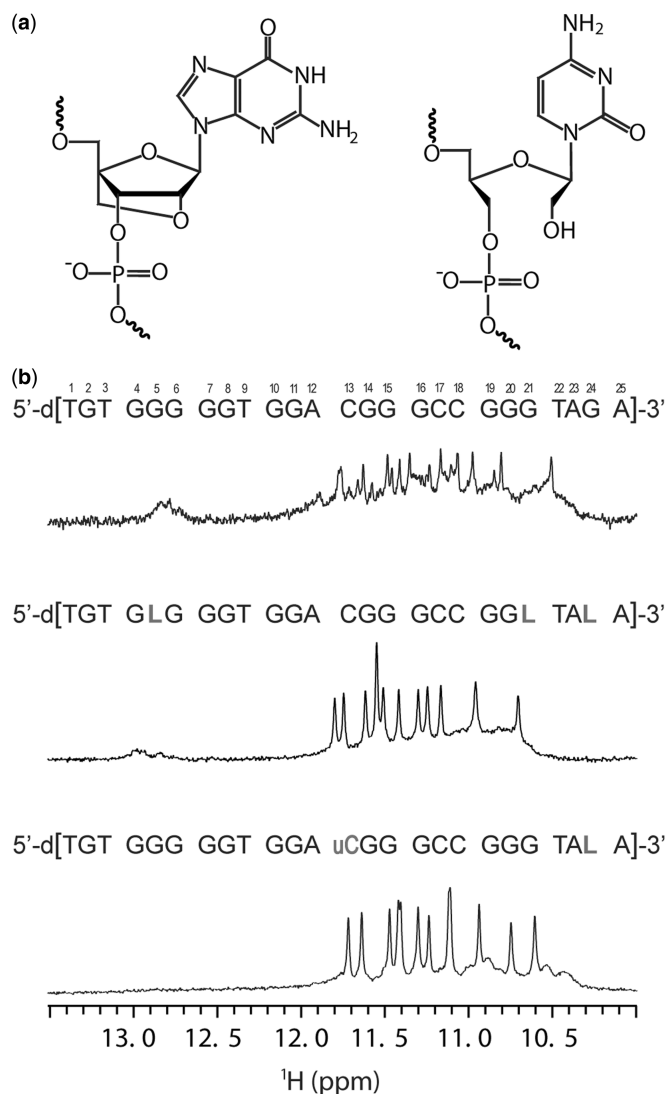 (a)
O NH₂
N NH
O O N N NH₂ N
O N O
O OH
O O
⁻O P O ⁻O P O
O O
(b)
1 2 3 4 5 6 7 8 9 10 11 12 13 14 15 16 17 18 19 20 21 22 23 24 25
5'-d[TGT GGG GGT GGA CGG GCC GGG TAG A]-3'
5'-d[TGT GLG GGT GGA CGG GCC GGL TAL A]-3'
5'-d[TGT GGG GGT GGA uCGG GCC GGG TAL A]-3'
13.0 12.5 12.0 11.5 11.0 10.5
¹H (ppm)